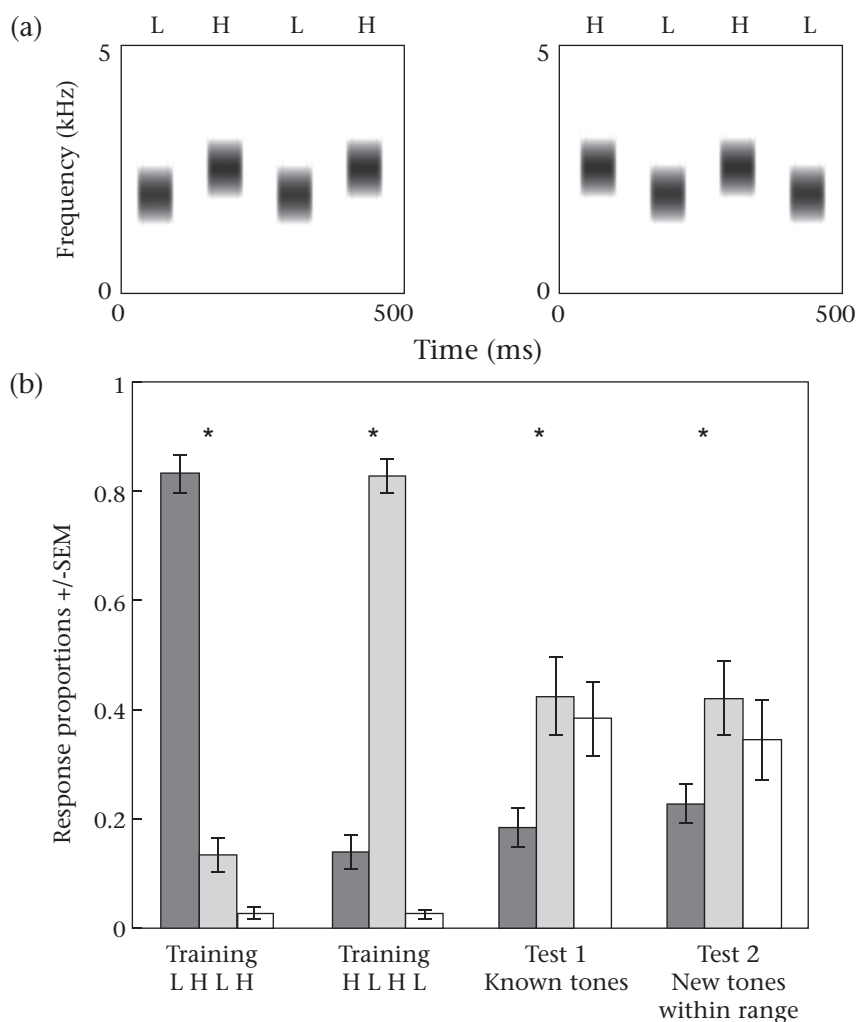 (a)
L H L H
H L H L
Frequency (kHz)
5
0
0
500
5
0
0
500
Time (ms)
(b)
Response proportions +/-SEM
1
0.8
0.6
0.4
0.2
0
* * * *
Training
L H L H
Training
H L H L
Test 1
Known tones
Test 2
New tones
within range